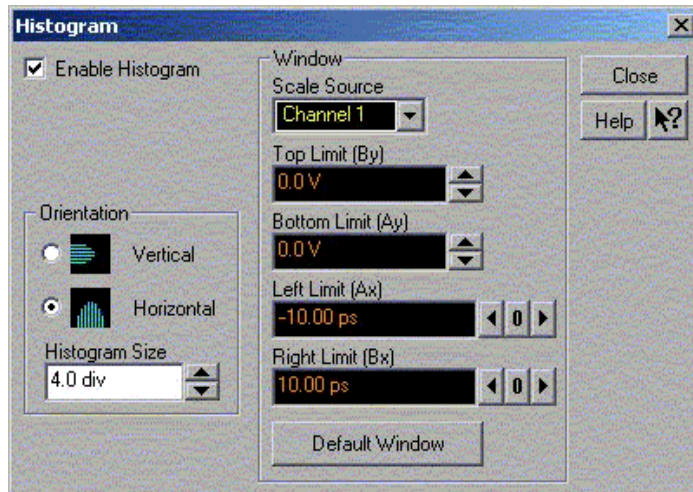 Histogram
Enable Histogram
Window
Scale Source
Channel 1
Close
Help
?
Top Limit (By)
0.0 V
Bottom Limit (Ay)
0.0 V
Orientation
Vertical
Horizontal
Histogram Size
4.0 div
Left Limit (Ax)
-10.00 ps
0
Right Limit (Bx)
10.00 ps
0
Default Window